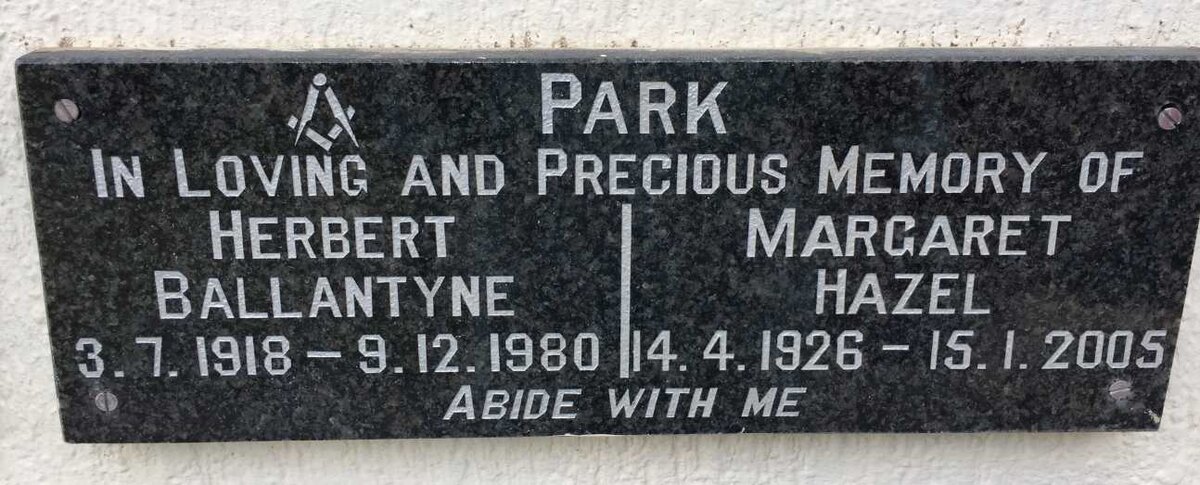 PARK
IN LOVING AND PRECIOUS MEMORY OF
HERBERT
BALLANTYNE
3.7.1918 – 9.12.1980
MARGARET
HAZEL
14.4.1926 – 15.1.2005
ABIDE WITH ME